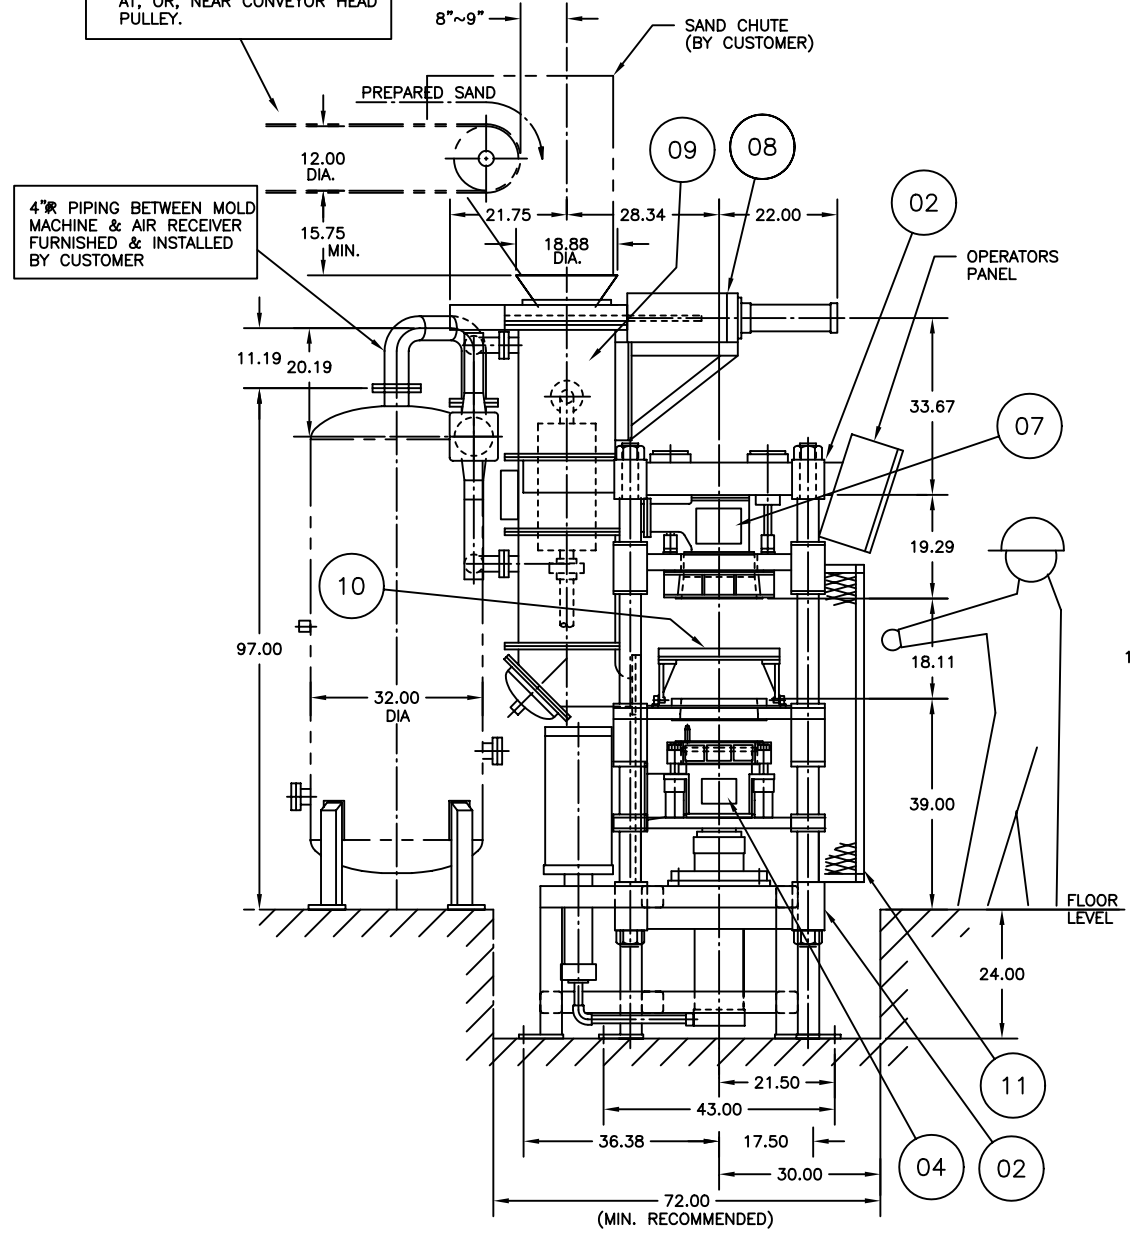 AT, OR, NEAR CONVEYOR HEAD
PULLEY.
8"~9"
SAND CHUTE
(BY CUSTOMER)
PREPARED SAND
12.00
DIA.
09
08
02
4" PIPING BETWEEN MOLD
MACHINE & AIR RECEIVER
FURNISHED & INSTALLED
BY CUSTOMER
21.75
28.34
22.00
15.75
MIN.
18.88
DIA.
OPERATORS
PANEL
11.19
20.19
33.67
07
19.29
10
97.00
18.11
1
32.00
DIA
39.00
FLOOR
LEVEL
24.00
21.50
11
43.00
36.38
17.50
04
02
30.00
72.00
(MIN. RECOMMENDED)